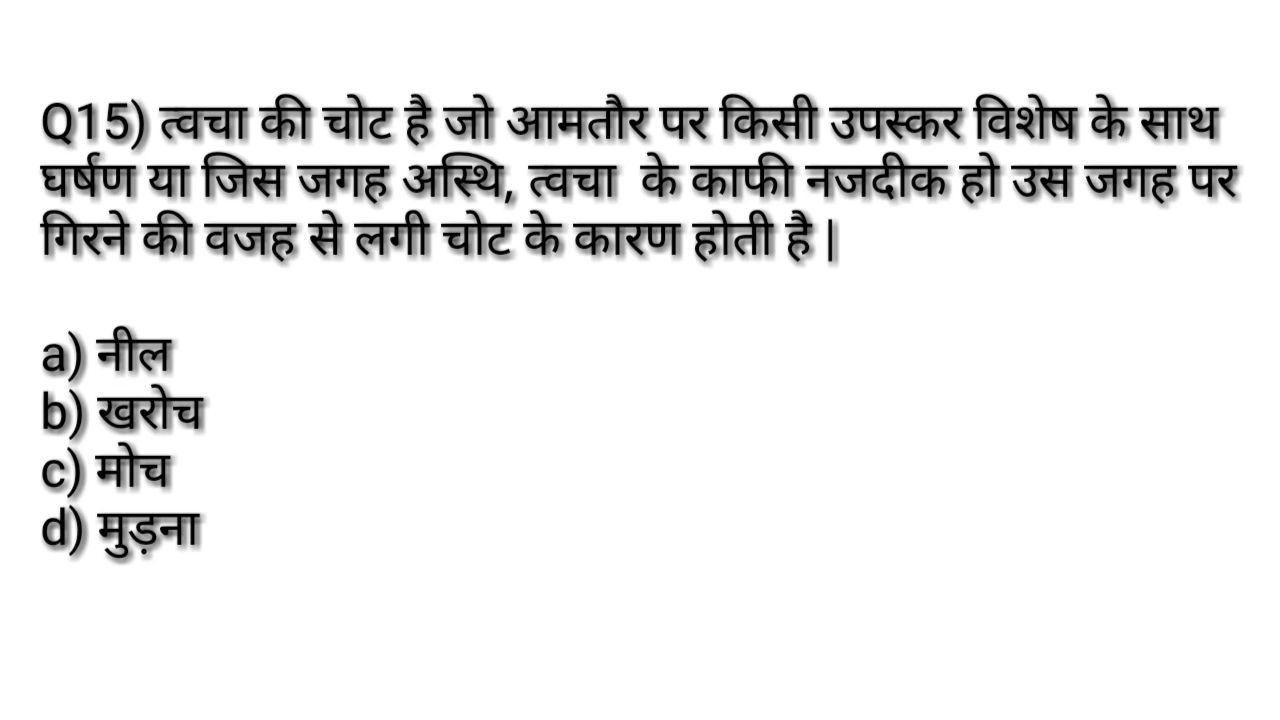 Q15) त्वचा की चोट है जो आमतौर पर किसी उपस्कर विशेष के साथ
घर्षण या जिस जगह अस्थि, त्वचा के काफी नजदीक हो उस जगह पर
गिरने की वजह से लगी चोट के कारण होती है |
a) नील
b) खरोच
c) मोच
d) मुड़ना